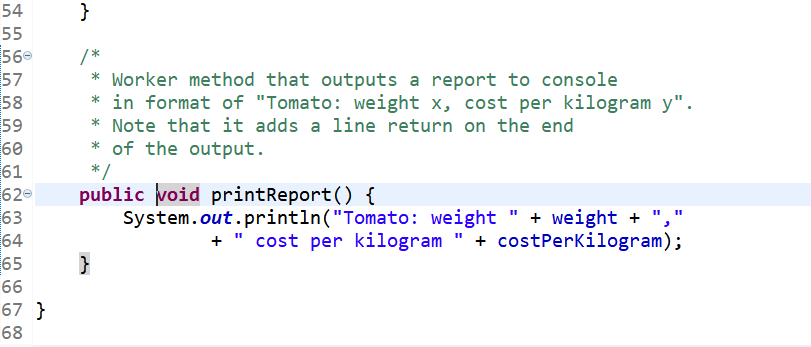 54     }
55
56     /*
57      * Worker method that outputs a report to console
58      * in format of "Tomato: weight x, cost per kilogram y".
59      * Note that it adds a line return on the end
60      * of the output.
61      */
62     public void printReport() {
63         System.out.println("Tomato: weight " + weight + ","
64                 + " cost per kilogram " + costPerKilogram);
65     }
66
67 }
68